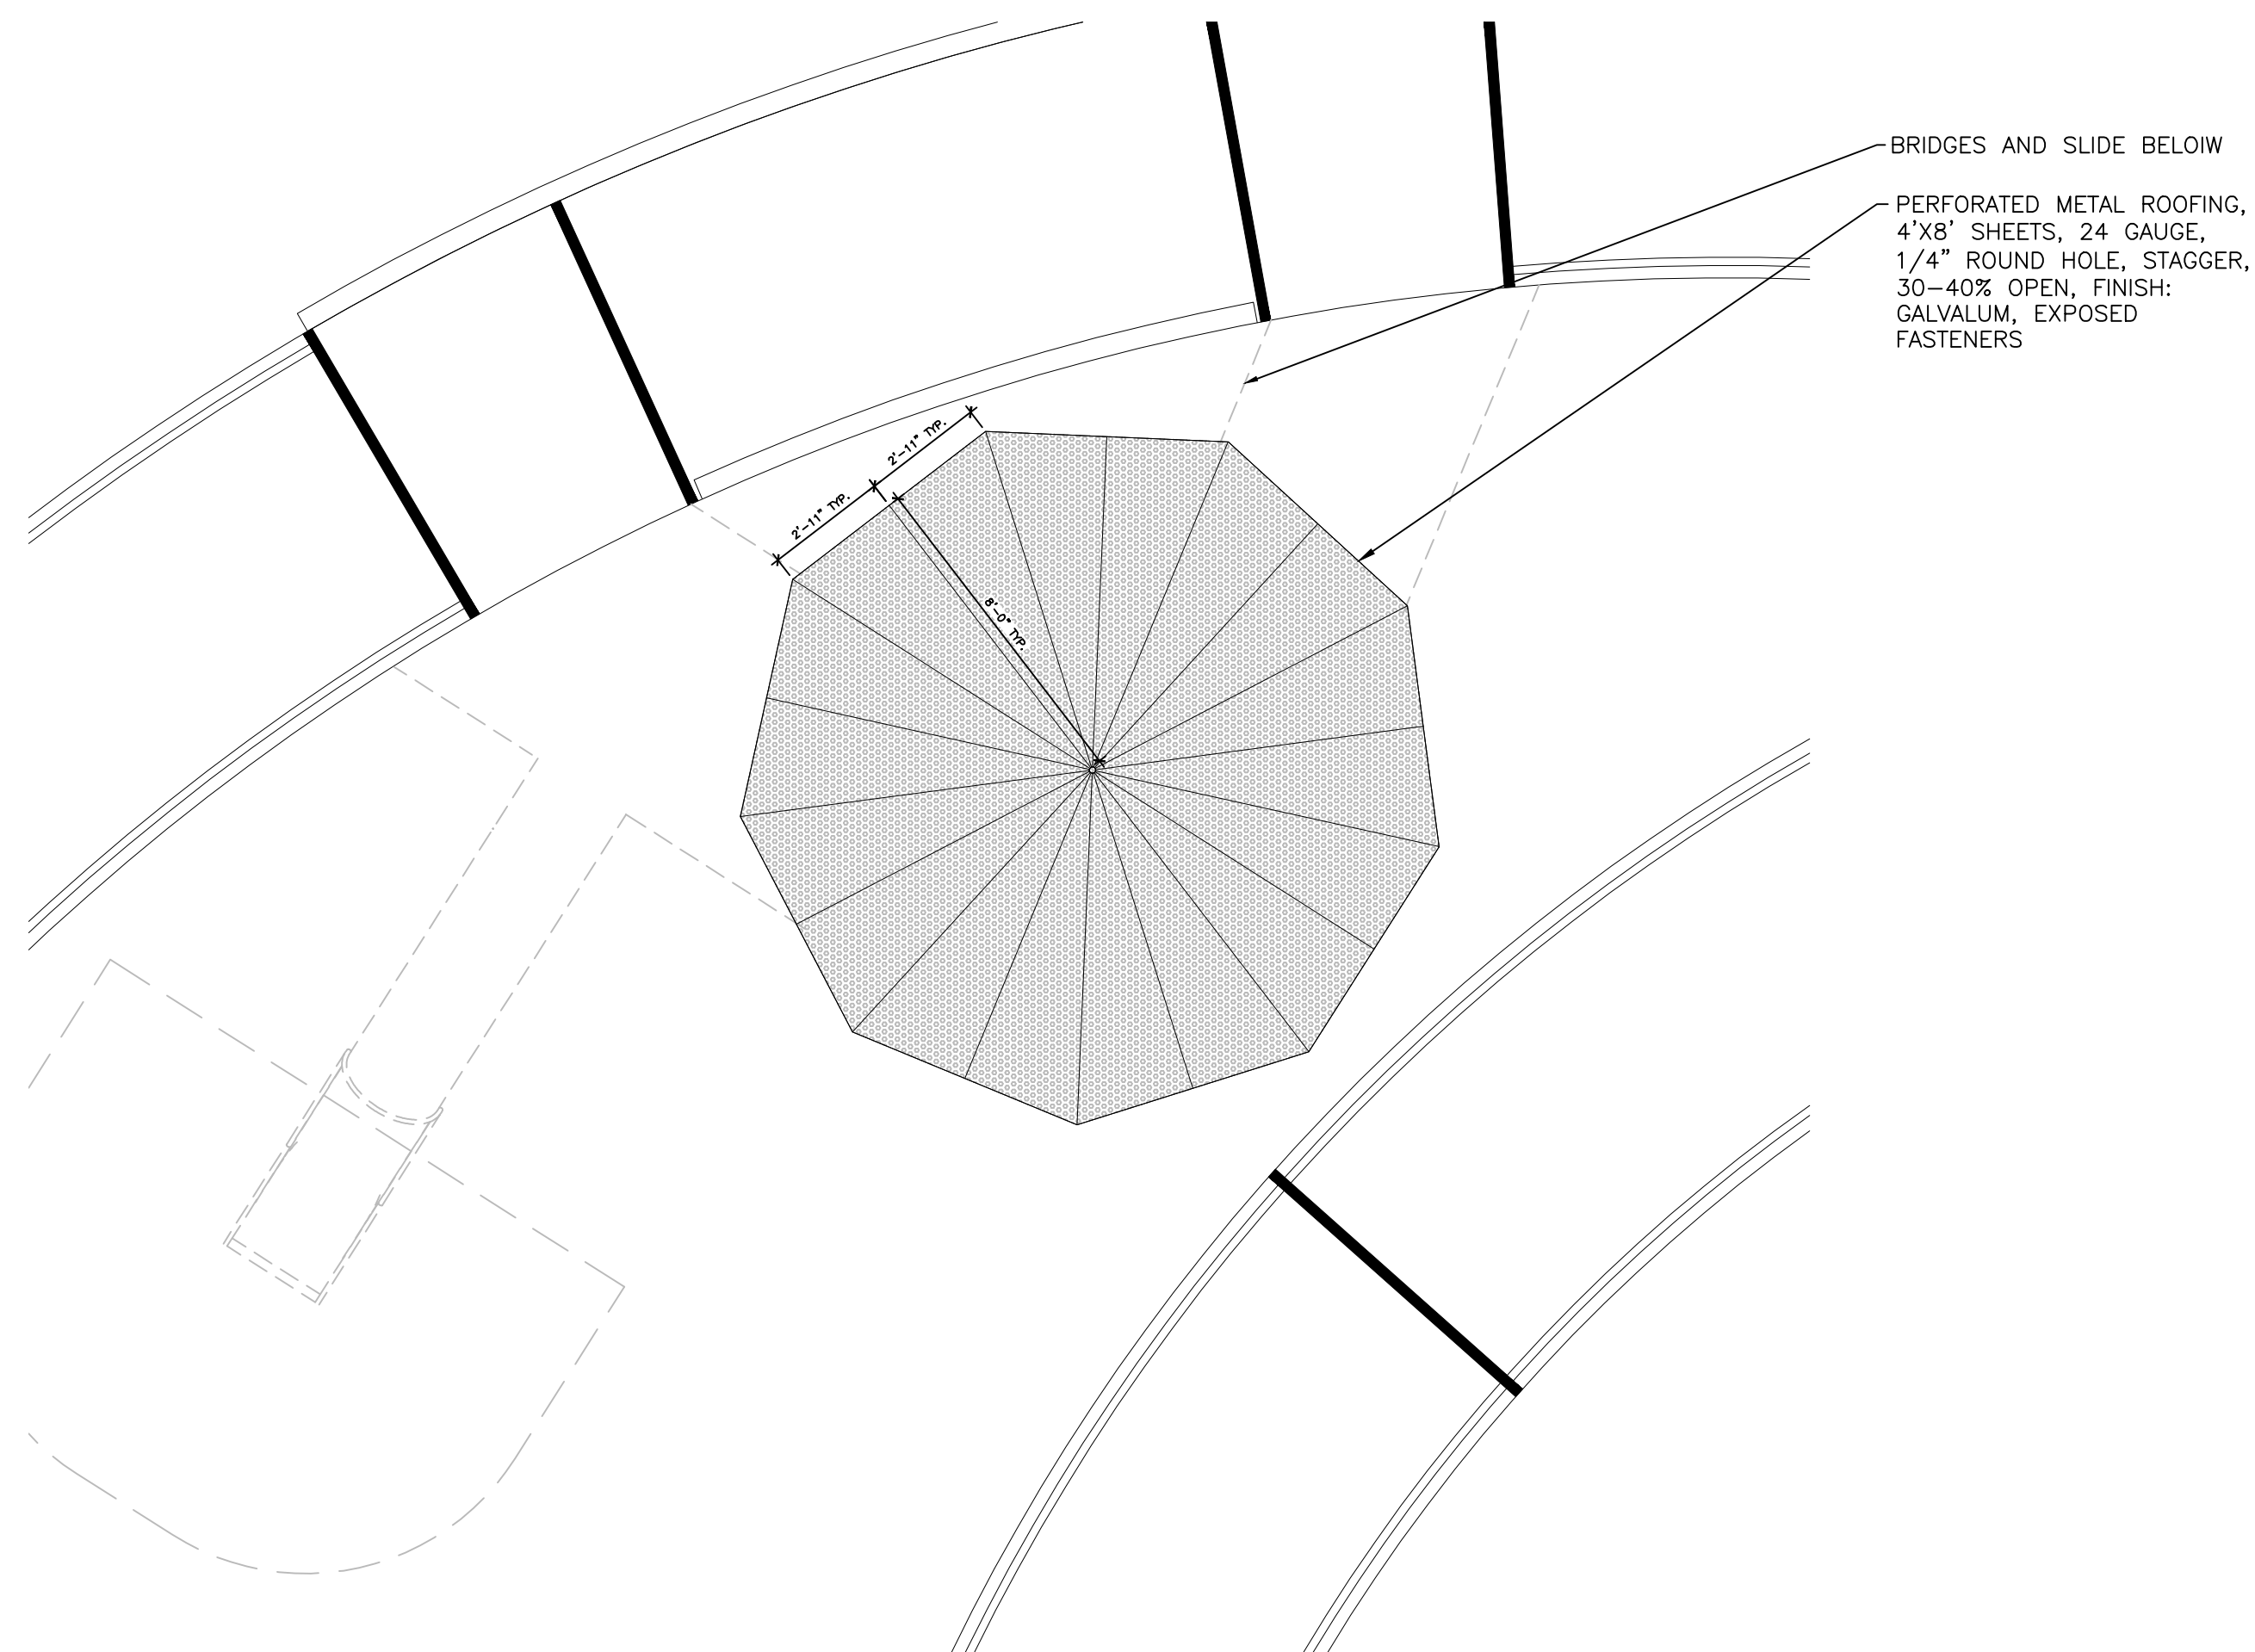 BRIDGES AND SLIDE BELOIW
PERFORATED METAL ROOFING,
4'X8' SHEETS, 24 GAUGE,
1/4" ROUND HOLE, STAGGER,
30-40% OPEN, FINISH:
GALVALUM, EXPOSED
FASTENERS
2'-11" TYP.
2'-11" TYP.
8'-0" TYP.